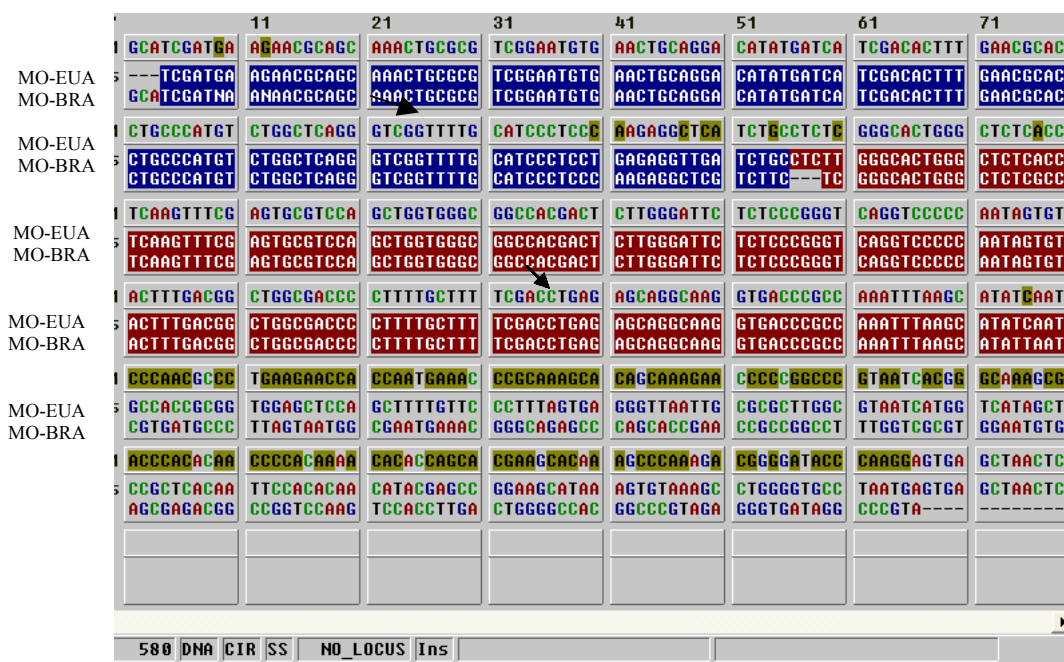 11 21 31 41 51 61 71
GCATCGATGA AGAACGCAGC AAACTGCGCG TCGGAATGTG AACTGCAGGA CATATGATCA TCGACACTTT GAACGCAC
MO-EUA ---TCGATGA AGAACGCAGC AAACTGCGCG TCGGAATGTG AACTGCAGGA CATATGATCA TCGACACTTT GAACGCAC
MO-BRA GCATCGATNA ANAACGCAGC AAACTGCGCG TCGGAATGTG AACTGCAGGA CATATGATCA TCGACACTTT GAACGCAC
CTGCCCATGT CTGGCTCAGG GTCGGTTTTG CATCCCTCCC AAGAGGCTCA TCTGCCTCTC GGGCACTGGG CTCTCACC
MO-EUA CTGCCCATGT CTGGCTCAGG GTCGGTTTTG CATCCCTCCT GAGAGGTTGA TCTGCCTCTT GGGCACTGGG CTCTCACC
MO-BRA CTGCCCATGT CTGGCTCAGG GTCGGTTTTG CATCCCTCCC AAGAGGCTCG TCTTC---TC GGGCACTGGG CTCTCGCC
TCAAGTTTCG AGTGCGTCCA GCTGGTGGGC GGCCACGACT CTTGGGATTC TCTCCCGGGT CAGGTCCCCC AATAGTGT
MO-EUA TCAAGTTTCG AGTGCGTCCA GCTGGTGGGC GGCCACGACT CTTGGGATTC TCTCCCGGGT CAGGTCCCCC AATAGTGT
MO-BRA TCAAGTTTCG AGTGCGTCCA GCTGGTGGGC GGCCACGACT CTTGGGATTC TCTCCCGGGT CAGGTCCCCC AATAGTGT
ACTTTGACGG CTGGCGACCC CTTTTGCTTT TCGACCTGAG AGCAGGCAAG GTGACCCGCC AAATTTAAGC ATATCAAT
MO-EUA ACTTTGACGG CTGGCGACCC CTTTTGCTTT TCGACCTGAG AGCAGGCAAG GTGACCCGCC AAATTTAAGC ATATCAAT
MO-BRA ACTTTGACGG CTGGCGACCC CTTTTGCTTT TCGACCTGAG AGCAGGCAAG GTGACCCGCC AAATTTAAGC ATATTAAT
CCCAACGCCC TGAAGAACCA CCAATGAAAC CCGCAAAGCA CAGCAAAGAA CCCCCGGCCC GTAATCACGG GCAAAGCG
MO-EUA GCCACCGCGG TGGAGCTCCA GCTTTTGTTC CCTTTAGTGA GGGTTAATTG CGCGCTTGGC GTAATCATGG TCATAGCT
MO-BRA CGTGATGCCC TTAGTAATGG CGAATGAAAC GGGCAGAGCC CAGCACCGAA CCGCCGGCCT TTGGTCGCGT GGAATGTG
ACCCACACAA CCCCACAAAA CACACCAGCA CGAAGCACAA AGCCCAAAGA CGGGGATACC CAAGGAGTGA GCTAACTC
CCGCTCACAA TTCCACACAA CATACGAGCC GGAAGCATAA AGTGTAAAGC CTGGGGTGCC TAATGAGTGA GCTAACTC
AGCGAGACGG CCGGTCCAAG TCCACCTTGA CTGGGGCCAC GGCCCGTAGA GGGTGATAGG CCCGTA---- --------
580 DNA CIR SS NO_LOCUS Ins